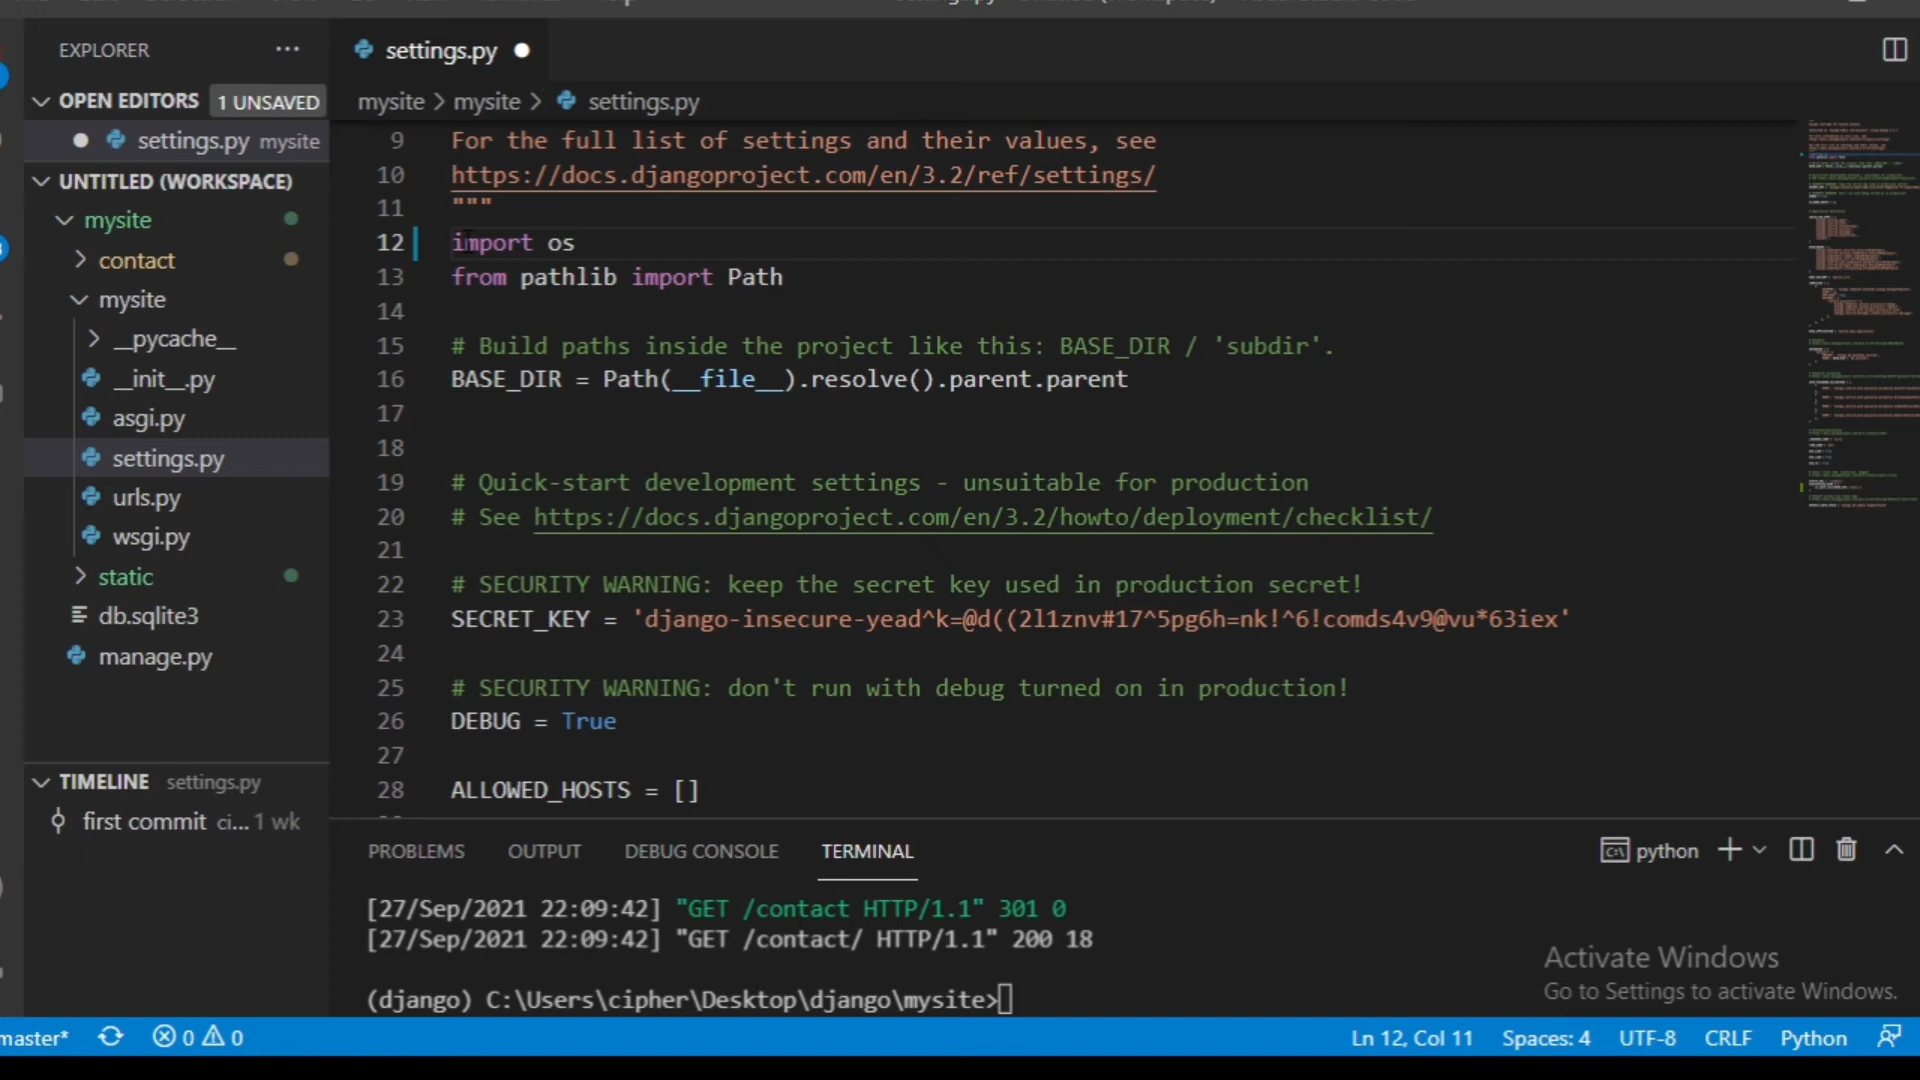 EXPLORER
settings.py
OPEN EDITORS 1 UNSAVED
settings.py mysite
UNTITLED (WORKSPACE)
mysite
contact
mysite
__pycache__
__init__.py
asgi.py
settings.py
urls.py
wsgi.py
static
db.sqlite3
manage.py
TIMELINE settings.py
first commit ci... 1 wk
mysite > mysite > settings.py
9 For the full list of settings and their values, see
10 https://docs.djangoproject.com/en/3.2/ref/settings/
11 """
12 import os
13 from pathlib import Path
14
15 # Build paths inside the project like this: BASE_DIR / 'subdir'.
16 BASE_DIR = Path(__file__).resolve().parent.parent
17
18
19 # Quick-start development settings - unsuitable for production
20 # See https://docs.djangoproject.com/en/3.2/howto/deployment/checklist/
21
22 # SECURITY WARNING: keep the secret key used in production secret!
23 SECRET_KEY = 'django-insecure-yead^k=@d((2l1znv#17^5pg6h=nk!^6!comds4v9@vu*63iex'
24
25 # SECURITY WARNING: don't run with debug turned on in production!
26 DEBUG = True
27
28 ALLOWED_HOSTS = []
PROBLEMS OUTPUT DEBUG CONSOLE TERMINAL
python
[27/Sep/2021 22:09:42] "GET /contact HTTP/1.1" 301 0
[27/Sep/2021 22:09:42] "GET /contact/ HTTP/1.1" 200 18
(django) C:\Users\cipher\Desktop\django\mysite>
Activate Windows
Go to Settings to activate Windows.
master* 0 0 Ln 12, Col 11 Spaces: 4 UTF-8 CRLF Python